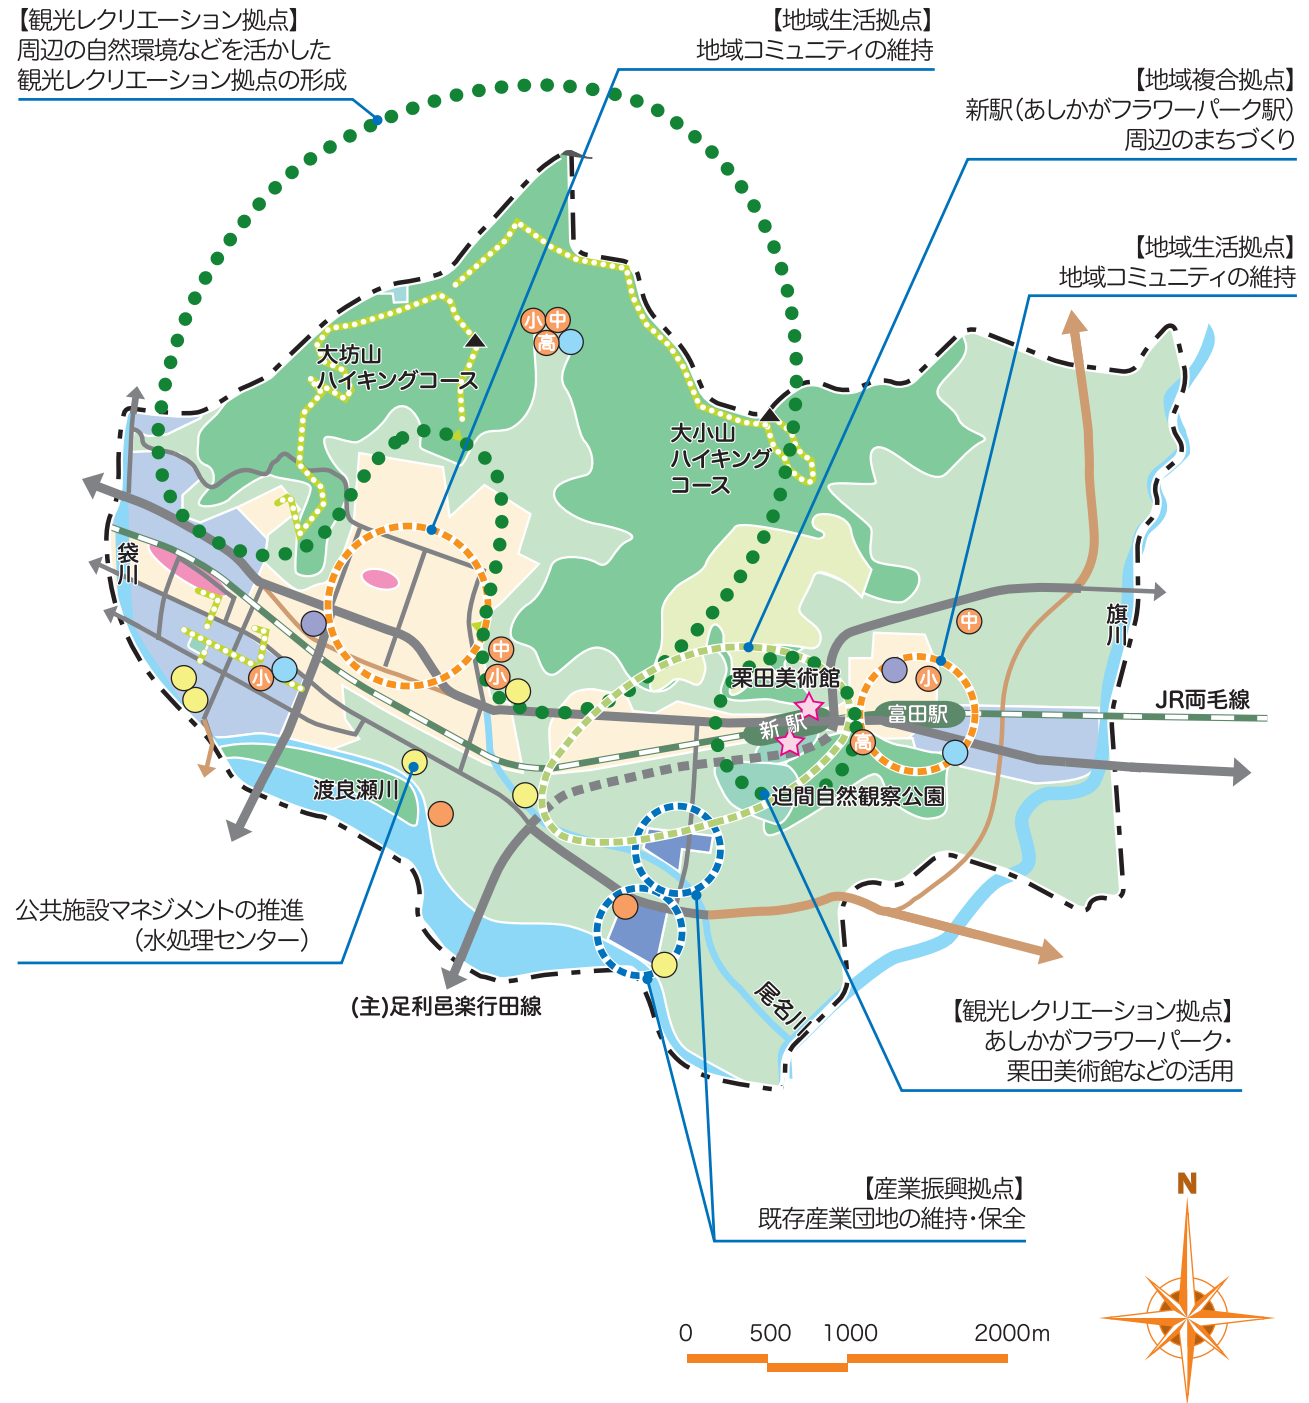 【観光レクリエーション拠点】
周辺の自然環境などを活かした
観光レクリエーション拠点の形成
【地域生活拠点】
地域コミュニティの維持
【地域複合拠点】
新駅(あしかがフラワーパーク駅)
周辺のまちづくり
【地域生活拠点】
地域コミュニティの維持
小
中
高
大坊山
ハイキングコース
大小山
ハイキング
コース
袋川
旗川
中
中
小
小
小
高
栗田美術館
新駅
富田駅
JR両毛線
渡良瀬川
追間自然観察公園
公共施設マネジメントの推進
(水処理センター)
(主)足利邑楽行田線
尾名川
【観光レクリエーション拠点】
あしかがフラワーパーク・
栗田美術館などの活用
【産業振興拠点】
既存産業団地の維持・保全
N
0 500 1000 2000m